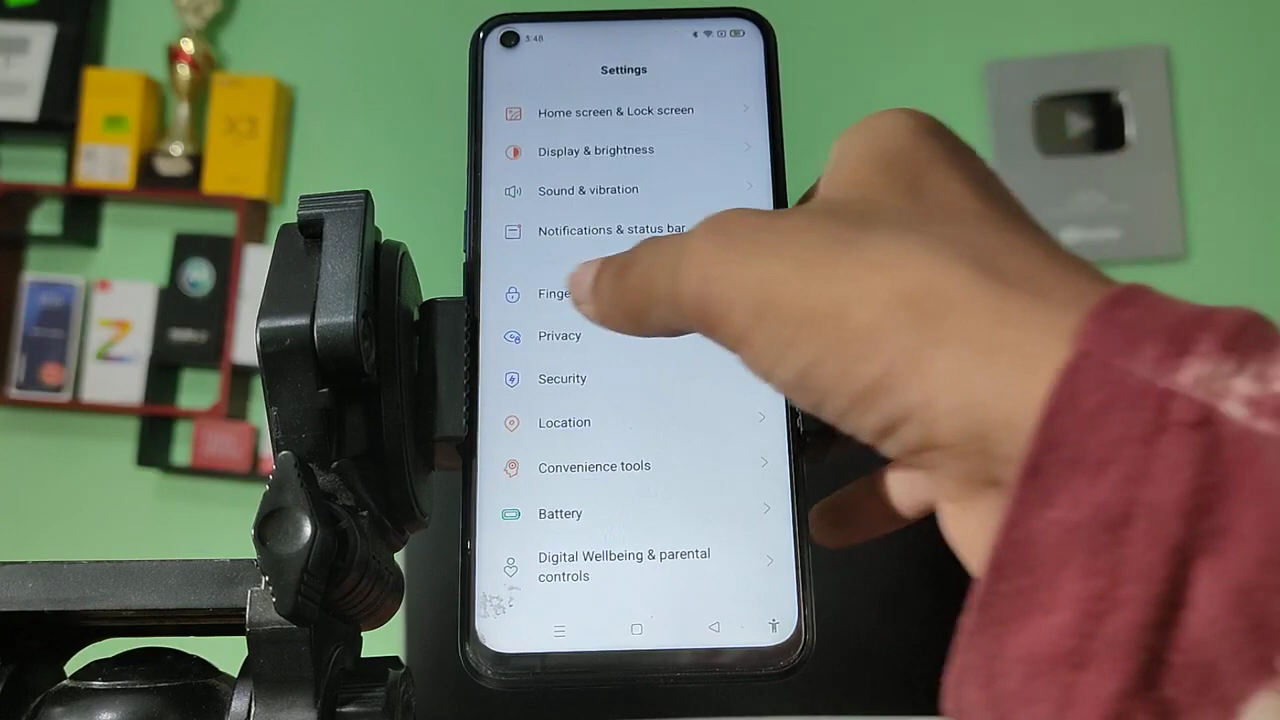 3:48
Settings
Home screen & Lock screen
Display & brightness
Sound & vibration
Notifications & status bar
Finge
Privacy
Security
Location
Convenience tools
Battery
Digital Wellbeing & parental
controls